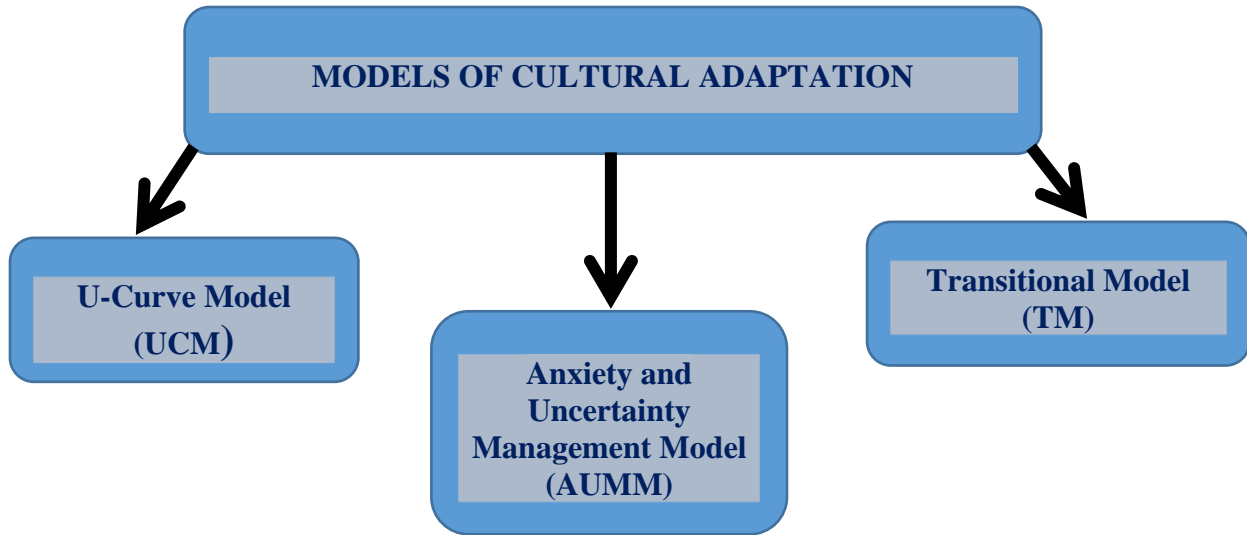 MODELS OF CULTURAL ADAPTATION
U-Curve Model
(UCM)
Anxiety and
Uncertainty
Management Model
(AUMM)
Transitional Model
(TM)